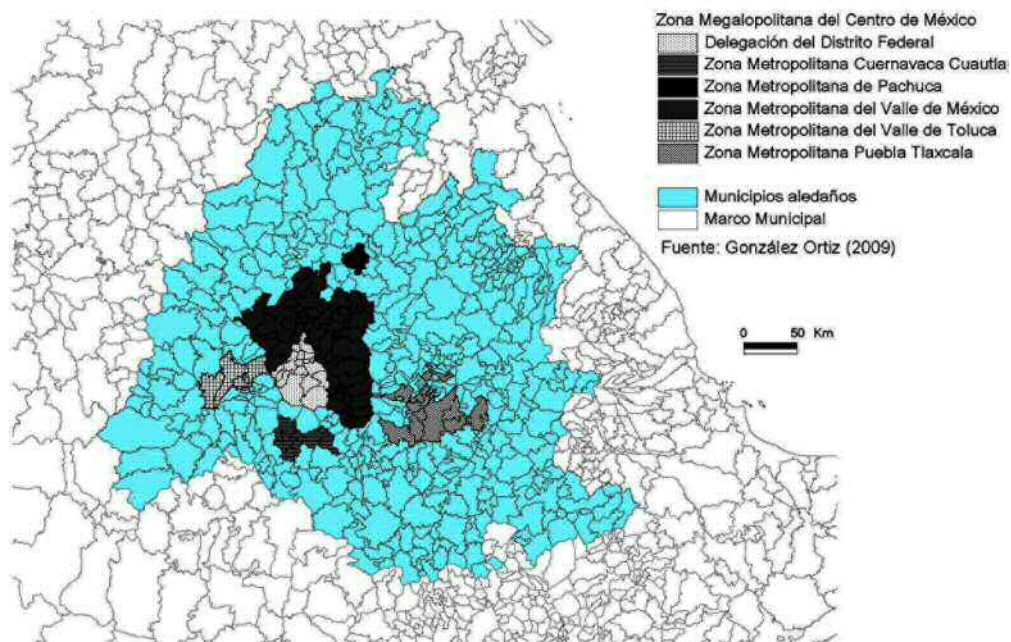 Zona Megalopolitana del Centro de México
Delegación del Distrito Federal
Zona Metropolitana Cuernavaca Cuautla
Zona Metropolitana de Pachuca
Zona Metropolitana del Valle de México
Zona Metropolitana del Valle de Toluca
Zona Metropolitana Puebla Tlaxcala
Municipios aledaños
Marco Municipal
Fuente: González Ortiz (2009)
0 50 Km